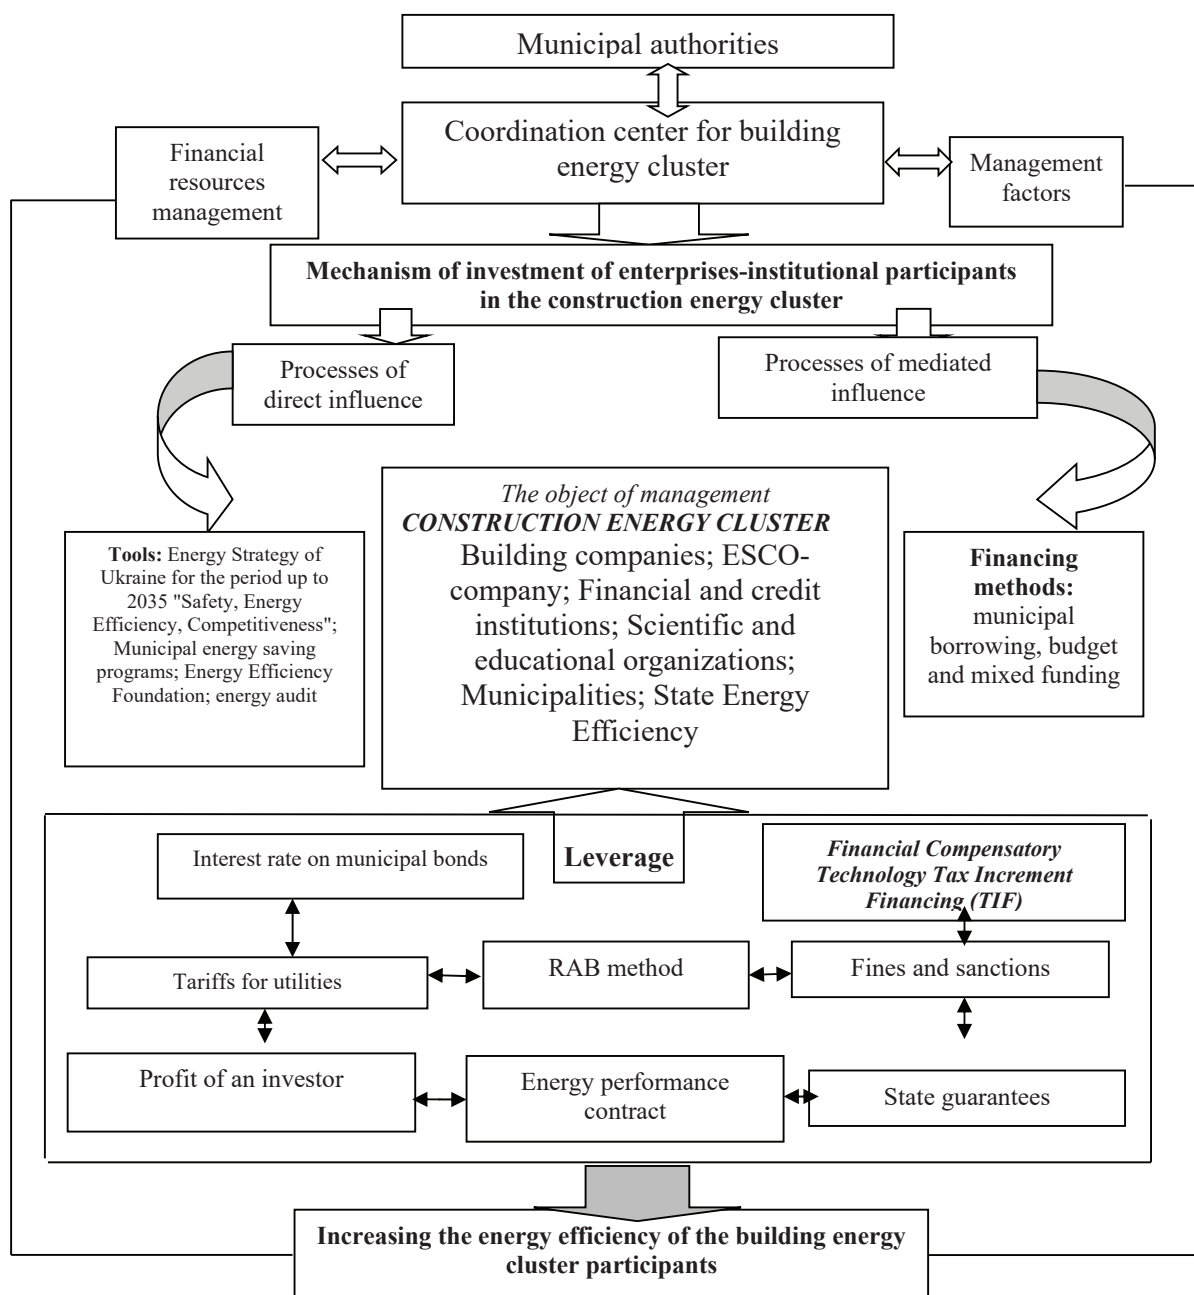 Municipal authorities
Coordination center for building
energy cluster
Financial
resources
management
Management
factors
Mechanism of investment of enterprises-institutional participants
in the construction energy cluster
Processes of
direct influence
Processes of mediated
influence
The object of management
CONSTRUCTION ENERGY CLUSTER
Building companies; ESCO-
company; Financial and credit
institutions; Scientific and
educational organizations;
Municipalities; State Energy
Efficiency
Tools: Energy Strategy of
Ukraine for the period up to
2035 "Safety, Energy
Efficiency, Competitiveness";
Municipal energy saving
programs; Energy Efficiency
Foundation; energy audit
Financing
methods:
municipal
borrowing, budget
and mixed funding
Interest rate on municipal bonds
Leverage
Financial Compensatory
Technology Tax Increment
Financing (TIF)
Tariffs for utilities
RAB method
Fines and sanctions
Profit of an investor
Energy performance
contract
State guarantees
Increasing the energy efficiency of the building energy
cluster participants